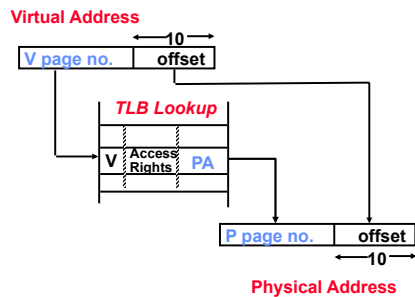 Virtual Address
10
V page no. offset
TLB Lookup
V Access Rights PA
P page no. offset
10
Physical Address